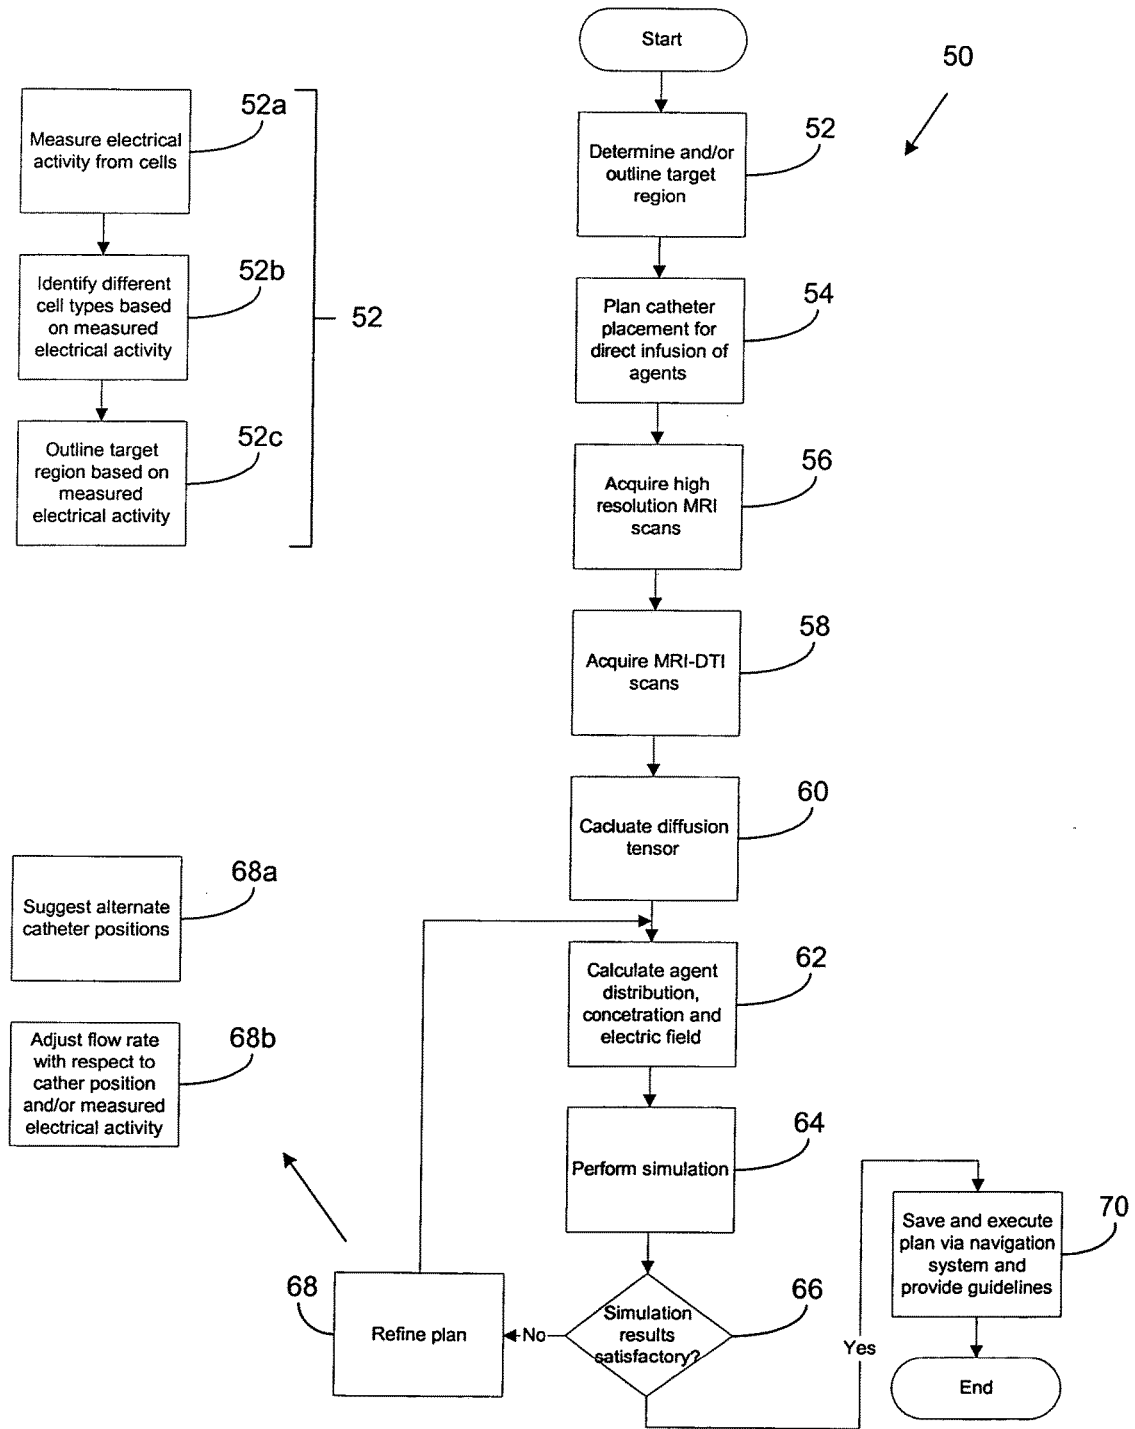 Start
50
52
Determine and/or
outline target
region
54
Plan catheter
placement for
direct infusion of
agents
56
Acquire high
resolution MRI
scans
58
Acquire MRI-DTI
scans
60
Cacluate diffusion
tensor
62
Calculate agent
distribution,
concetration and
electric field
64
Perform simulation
66
Simulation
results
satisfactory?
No
Yes
68
Refine plan
70
Save and execute
plan via navigation
system and
provide guidelines
End
52a
Measure electrical
activity from cells
52b
Identify different
cell types based
on measured
electrical activity
52
52c
Outline target
region based on
measured
electrical activity
68a
Suggest alternate
catheter positions
68b
Adjust flow rate
with respect to
cather position
and/or measured
electrical activity